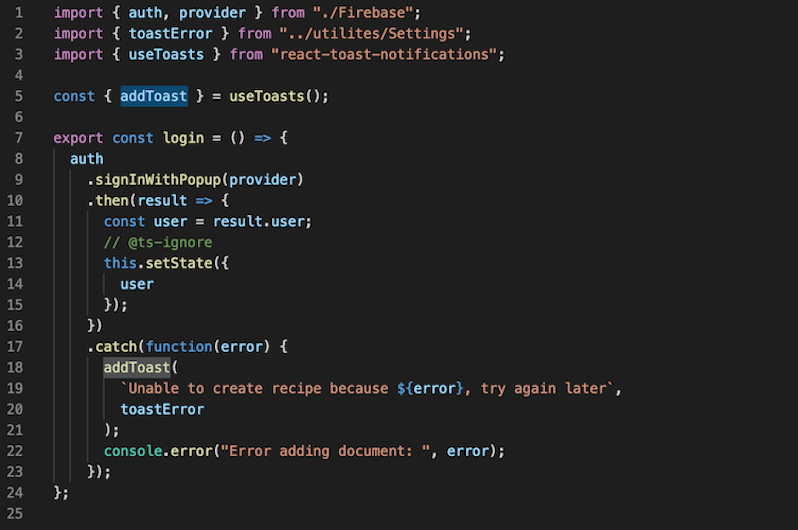 1 import { auth, provider } from "./Firebase";
2 import { toastError } from "../utilites/Settings";
3 import { useToasts } from "react-toast-notifications";
4
5 const { addToast } = useToasts();
6
7 export const login = () => {
8   auth
9     .signInWithPopup(provider)
10     .then(result => {
11       const user = result.user;
12       // @ts-ignore
13       this.setState({
14         user
15       });
16     })
17     .catch(function(error) {
18       addToast(
19         `Unable to create recipe because ${error}, try again later`,
20         toastError
21       );
22       console.error("Error adding document: ", error);
23     });
24 };
25